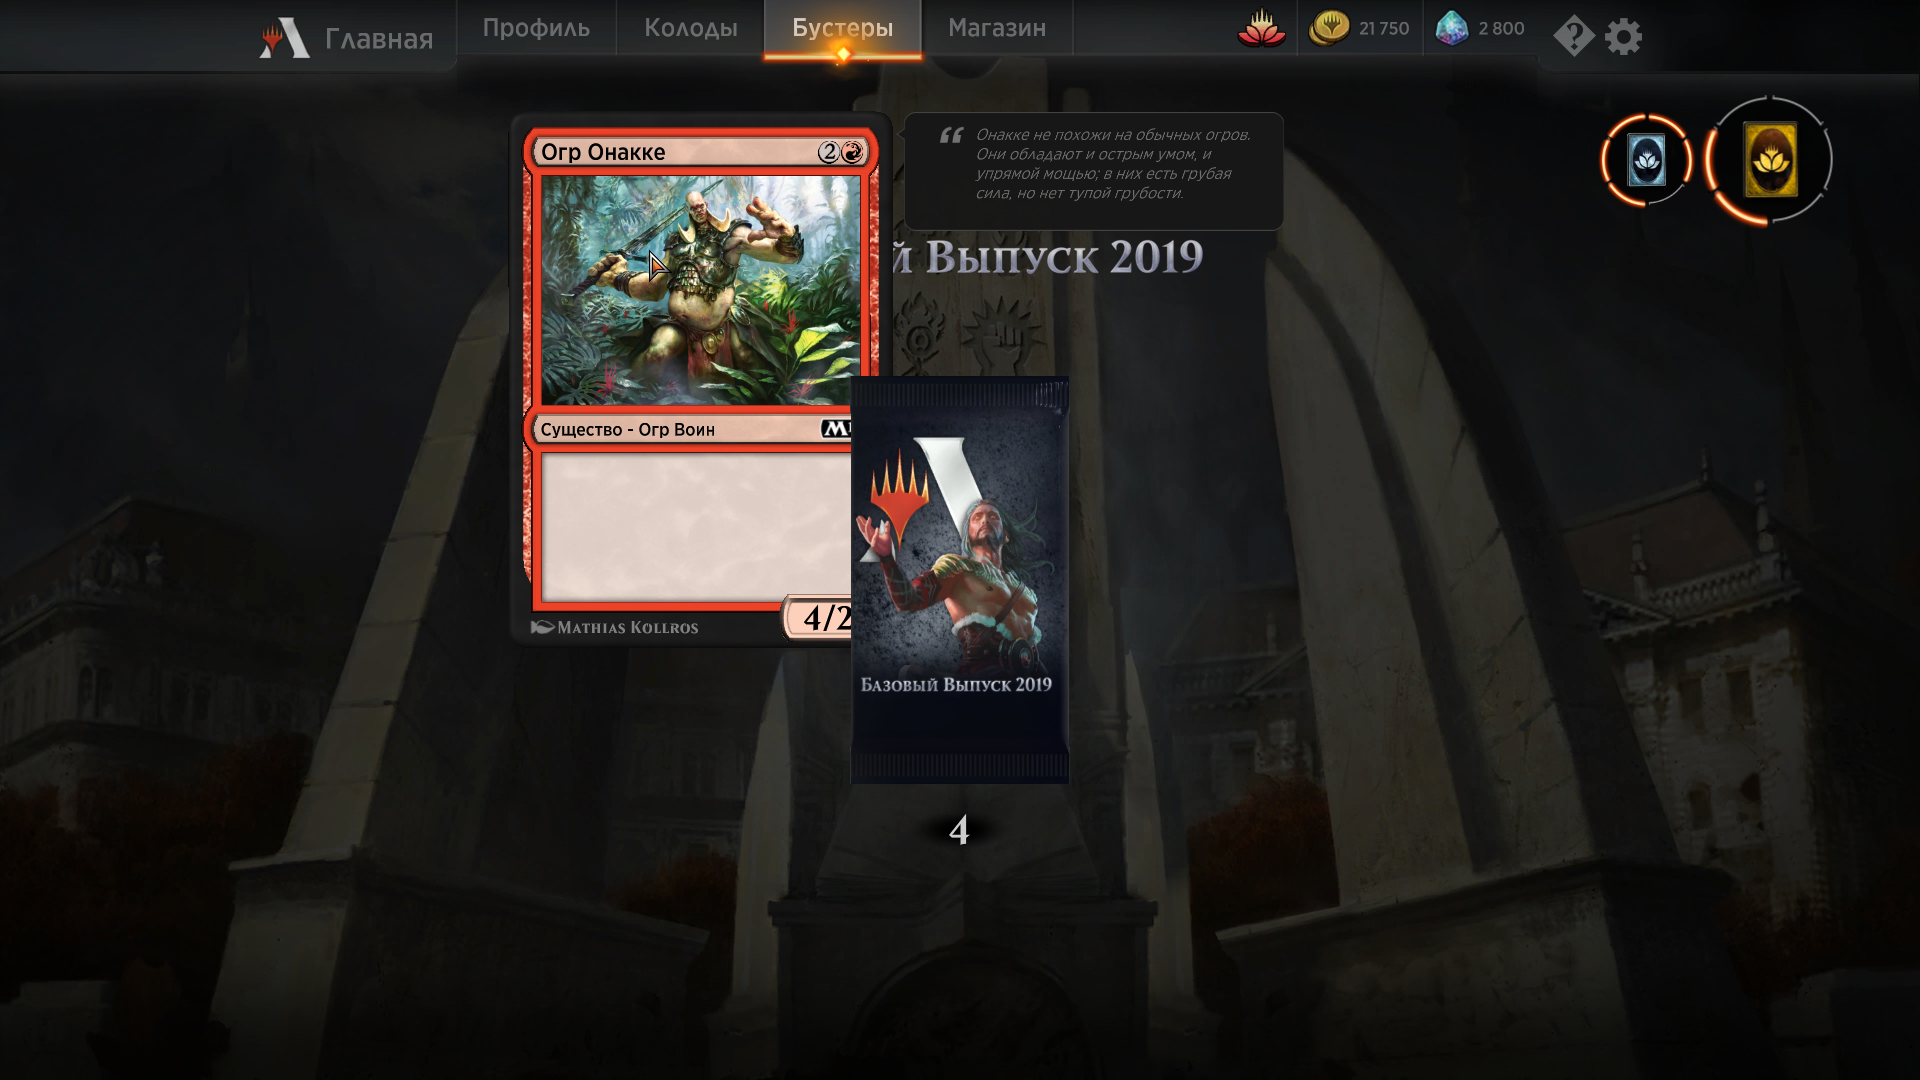 Главная
Профиль
Колоды
Бустеры
Магазин
21 750
2 800
Огр Онакке
2
Онакке не похожи на обычных огров.
Они обладают и острым умом, и
упрямой мощью; в них есть грубая
сила, но нет тупой грубости.
й Выпуск 2019
Существо - Огр Воин
4/2
Mathias Kollros
Базовый Выпуск 2019
4